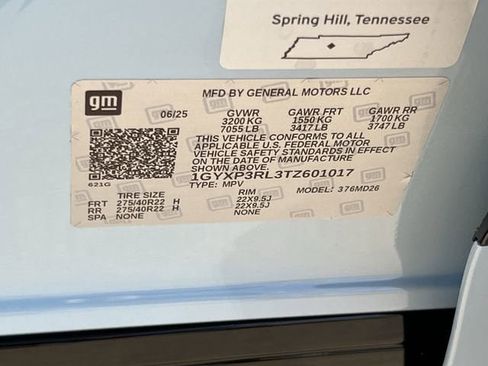 Spring Hill, Tennessee
gm
MFD BY GENERAL MOTORS LLC
06/25 GVWR GAWR FRT GAWR RR
3200 KG 1550 KG 1700 KG
7055 LB 3417 LB 3747 LB
THIS VEHICLE CONFORMS TO ALL
APPLICABLE U.S. FEDERAL MOTOR
VEHICLE SAFETY STANDARDS IN EFFECT
ON THE DATE OF MANUFACTURE
SHOWN ABOVE.
1GYXP3RL3TZ601017
621G TYPE: MPV MODEL: 376MD26
TIRE SIZE RIM
FRT 275/40R22 H 22X9.5J
RR 275/40R22 H 22X9.5J
SPA NONE NONE